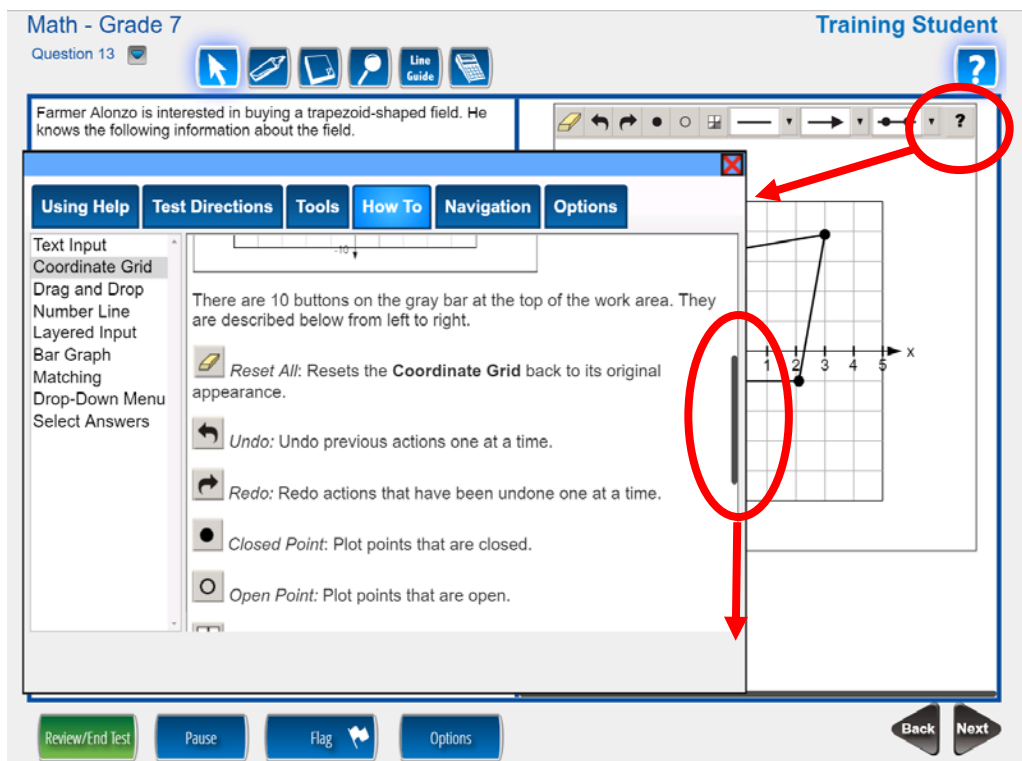 Math - Grade 7
Training Student
Question 13
Line
Guide
?
Farmer Alonzo is interested in buying a trapezoid-shaped field. He
knows the following information about the field.
?
X
Using Help
Test Directions
Tools
How To
Navigation
Options
Text Input
Coordinate Grid
Drag and Drop
Number Line
Layered Input
Bar Graph
Matching
Drop-Down Menu
Select Answers
-10
There are 10 buttons on the gray bar at the top of the work area. They
are described below from left to right.
Reset All: Resets the Coordinate Grid back to its original
appearance.
Undo: Undo previous actions one at a time.
Redo: Redo actions that have been undone one at a time.
Closed Point: Plot points that are closed.
Open Point: Plot points that are open.
1 2 3 4 5 x
Review/End Test
Pause
Flag
Options
Back
Next